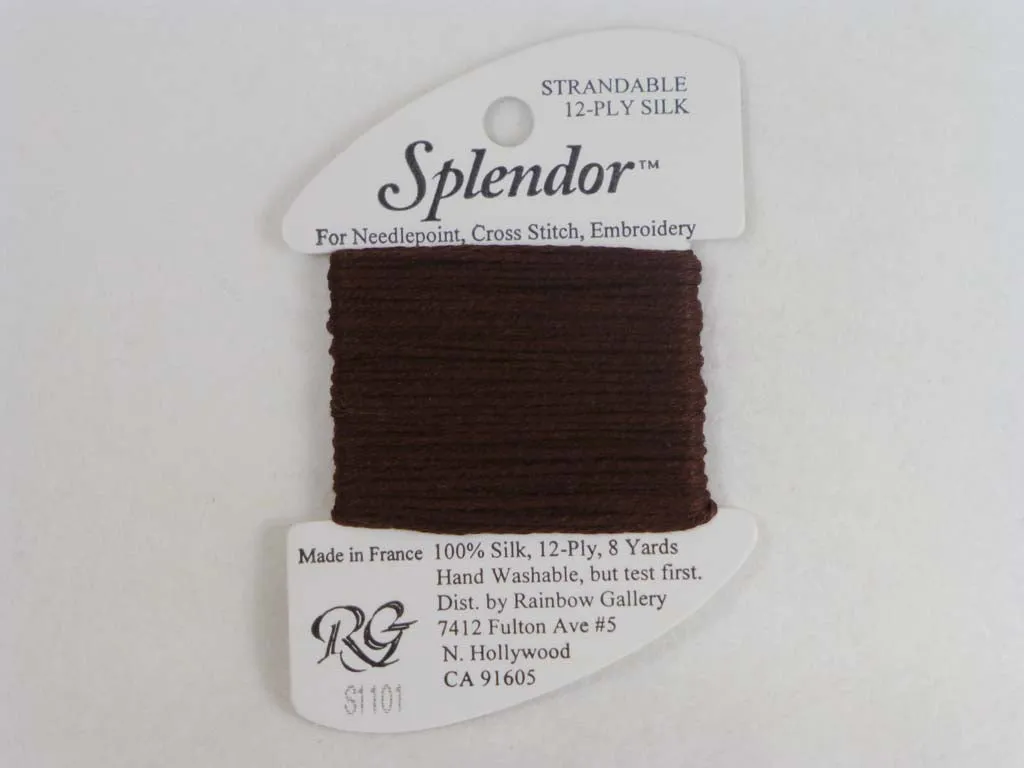 STRANDABLE
12-PLY SILK
Splendor™
For Needlepoint, Cross Stitch, Embroidery
Made in France
100% Silk, 12-Ply, 8 Yards
Hand Washable, but test first.
Dist. by Rainbow Gallery
7412 Fulton Ave #5
N. Hollywood
CA 91605
RG
S1101